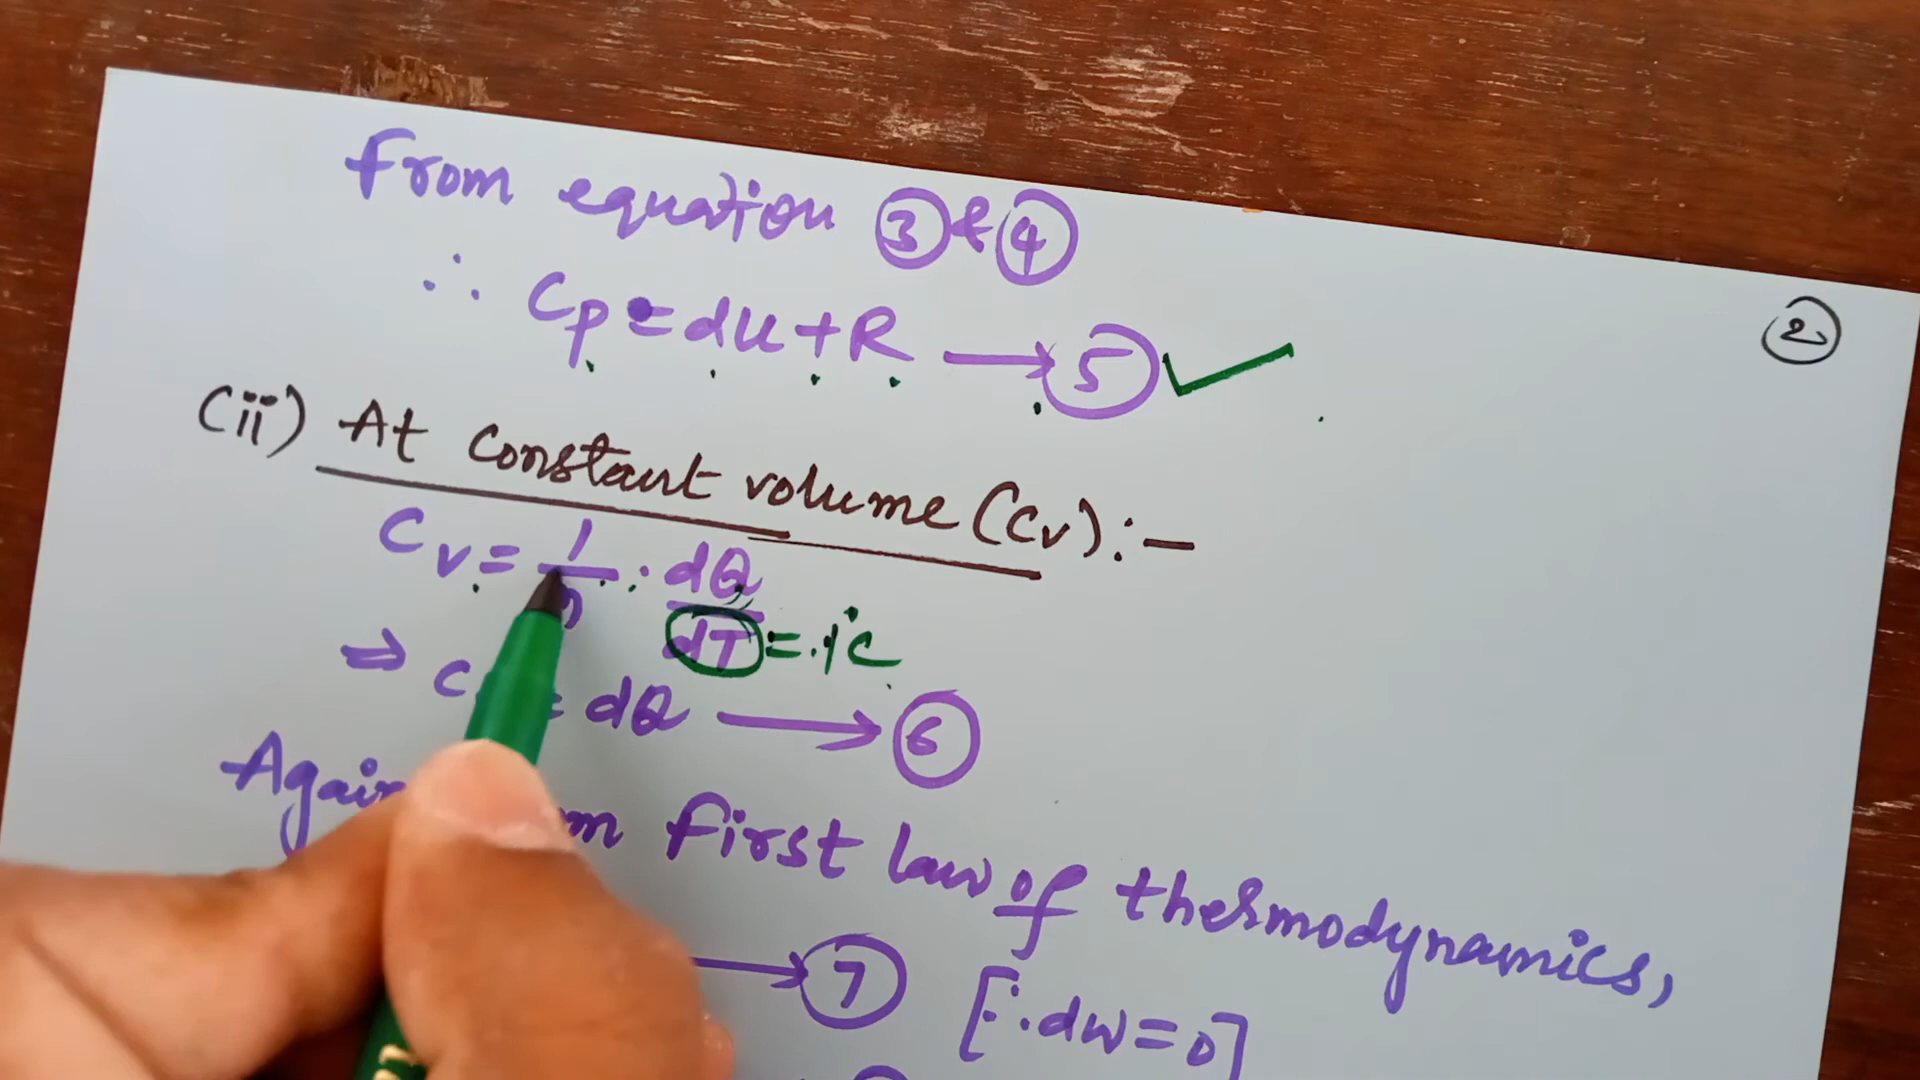 From equation ③ & ④
②
∴ Cp = du + R → ⑤ ✓
(ii) At constant volume (Cv) :-
Cv = 1/n · dQ/dT = 1°C
⇒ = dQ → ⑥
first law of thermodynamics,
→ ⑦ [∵ dw = 0]